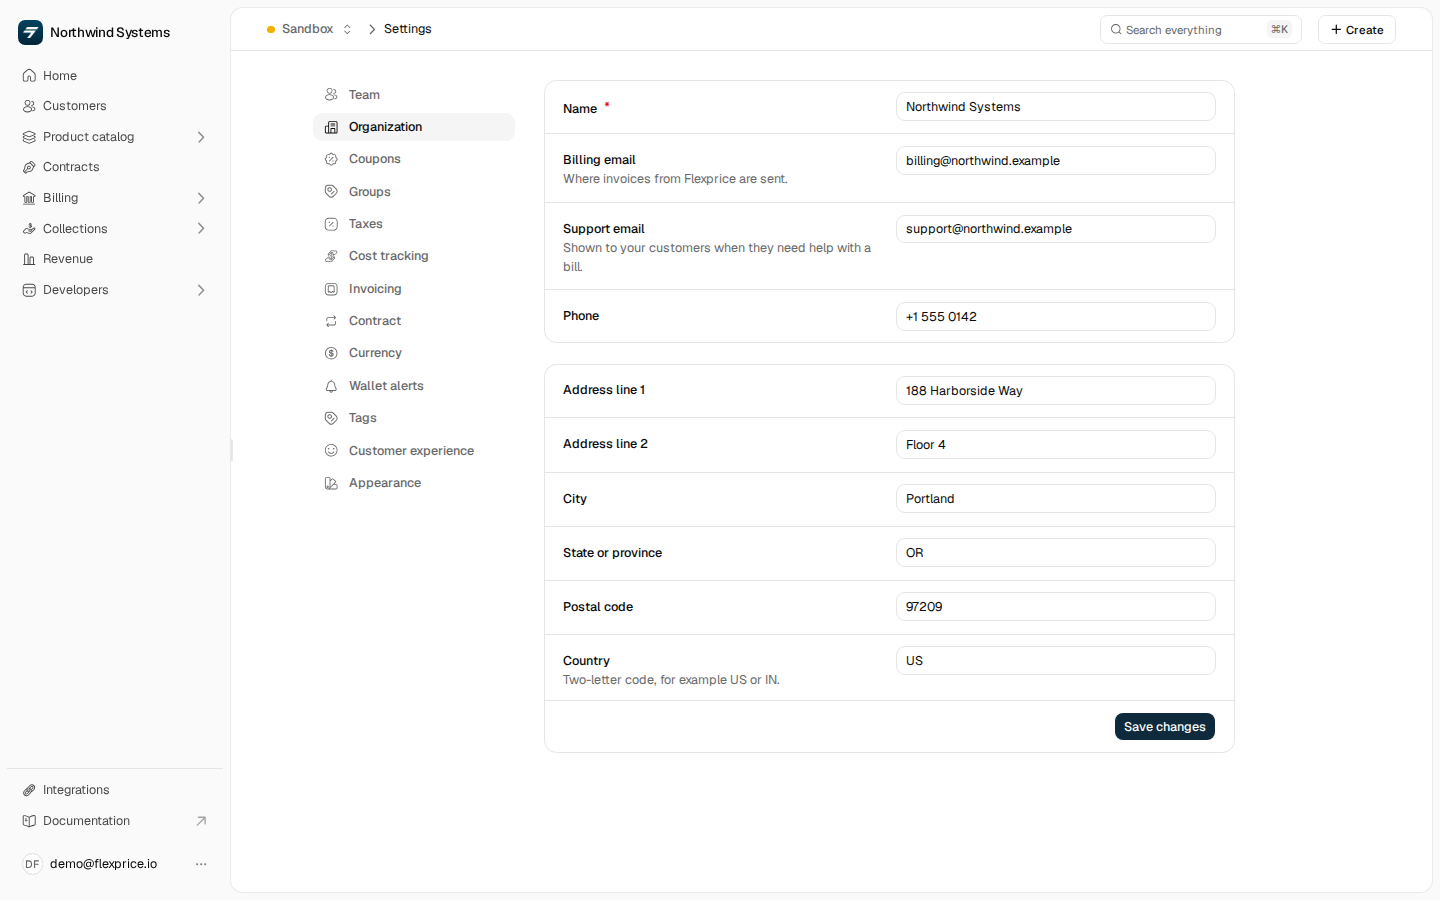 Northwind Systems
Home
Customers
Product catalog
Contracts
Billing
Collections
Revenue
Developers
Integrations
Documentation
DF demo@flexprice.io
Sandbox
Settings
Search everything ⌘K
Create
Team
Organization
Coupons
Groups
Taxes
Cost tracking
Invoicing
Contract
Currency
Wallet alerts
Tags
Customer experience
Appearance
Name * Northwind Systems
Billing email billing@northwind.example
Where invoices from Flexprice are sent.
Support email support@northwind.example
Shown to your customers when they need help with a
bill.
Phone +1 555 0142
Address line 1 188 Harborside Way
Address line 2 Floor 4
City Portland
State or province OR
Postal code 97209
Country US
Two-letter code, for example US or IN.
Save changes